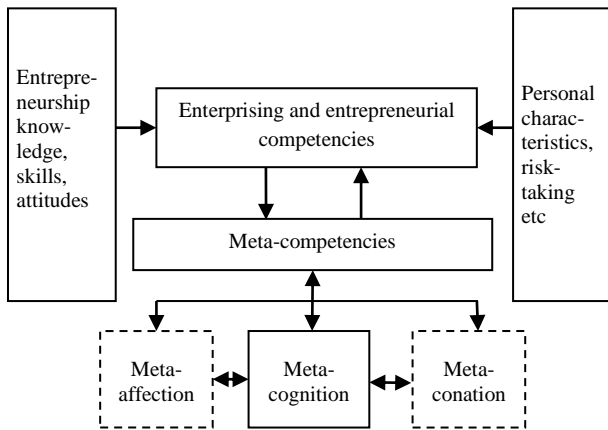 Entrepre-
neurship
know-
ledge,
skills,
attitudes
Enterprising and entrepreneurial
competencies
Personal
charac-
teristics,
risk-
taking
etc
Meta-competencies
Meta-
affection
Meta-
cognition
Meta-
conation